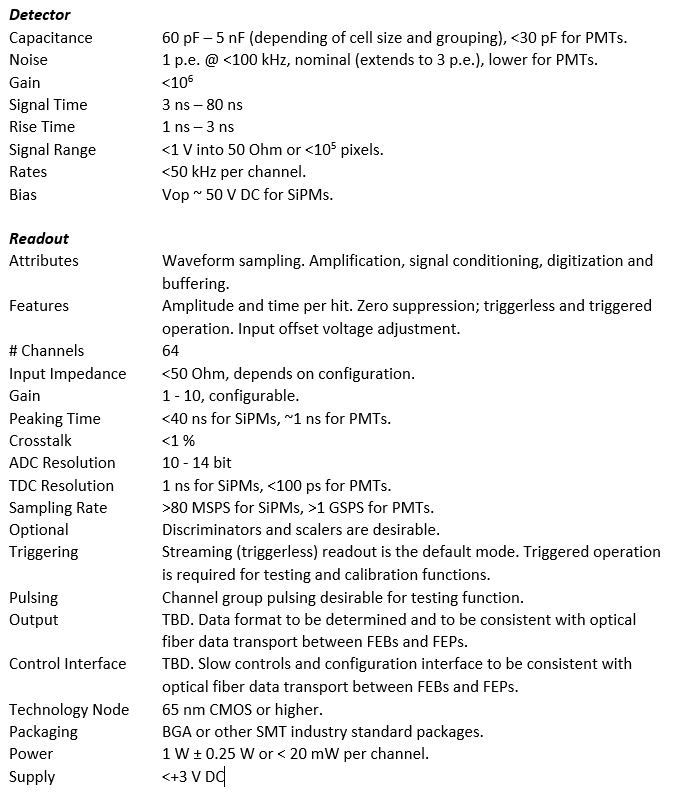 Detector
Capacitance 60 pF – 5 nF (depending of cell size and grouping), <30 pF for PMTs.
Noise 1 p.e. @ <100 kHz, nominal (extends to 3 p.e.), lower for PMTs.
Gain <10⁶
Signal Time 3 ns – 80 ns
Rise Time 1 ns – 3 ns
Signal Range <1 V into 50 Ohm or <10⁵ pixels.
Rates <50 kHz per channel.
Bias Vop ~ 50 V DC for SiPMs.
Readout
Attributes Waveform sampling. Amplification, signal conditioning, digitization and
buffering.
Features Amplitude and time per hit. Zero suppression; triggerless and triggered
operation. Input offset voltage adjustment.
# Channels 64
Input Impedance <50 Ohm, depends on configuration.
Gain 1 - 10, configurable.
Peaking Time <40 ns for SiPMs, ~1 ns for PMTs.
Crosstalk <1 %
ADC Resolution 10 - 14 bit
TDC Resolution 1 ns for SiPMs, <100 ps for PMTs.
Sampling Rate >80 MSPS for SiPMs, >1 GSPS for PMTs.
Optional Discriminators and scalers are desirable.
Triggering Streaming (triggerless) readout is the default mode. Triggered operation
is required for testing and calibration functions.
Pulsing Channel group pulsing desirable for testing function.
Output TBD. Data format to be determined and to be consistent with optical
fiber data transport between FEBs and FEPs.
Control Interface TBD. Slow controls and configuration interface to be consistent with
optical fiber data transport between FEBs and FEPs.
Technology Node 65 nm CMOS or higher.
Packaging BGA or other SMT industry standard packages.
Power 1 W ± 0.25 W or < 20 mW per channel.
Supply <+3 V DC